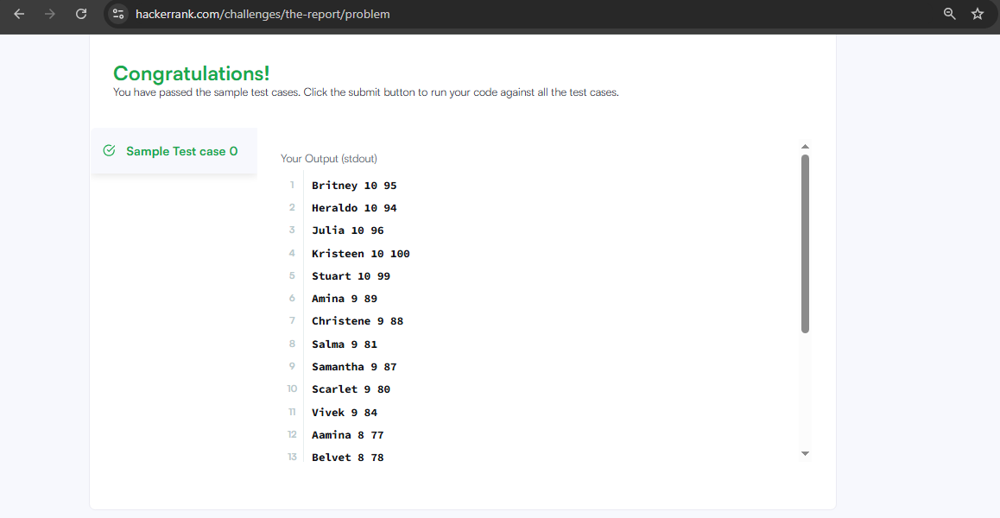 hackerrank.com/challenges/the-report/problem
Congratulations!
You have passed the sample test cases. Click the submit button to run your code against all the test cases.
Sample Test case 0
Your Output (stdout)
1 Britney 10 95
2 Heraldo 10 94
3 Julia 10 96
4 Kristeen 10 100
5 Stuart 10 99
6 Amina 9 89
7 Christene 9 88
8 Salma 9 81
9 Samantha 9 87
10 Scarlet 9 80
11 Vivek 9 84
12 Aamina 8 77
13 Belvet 8 78